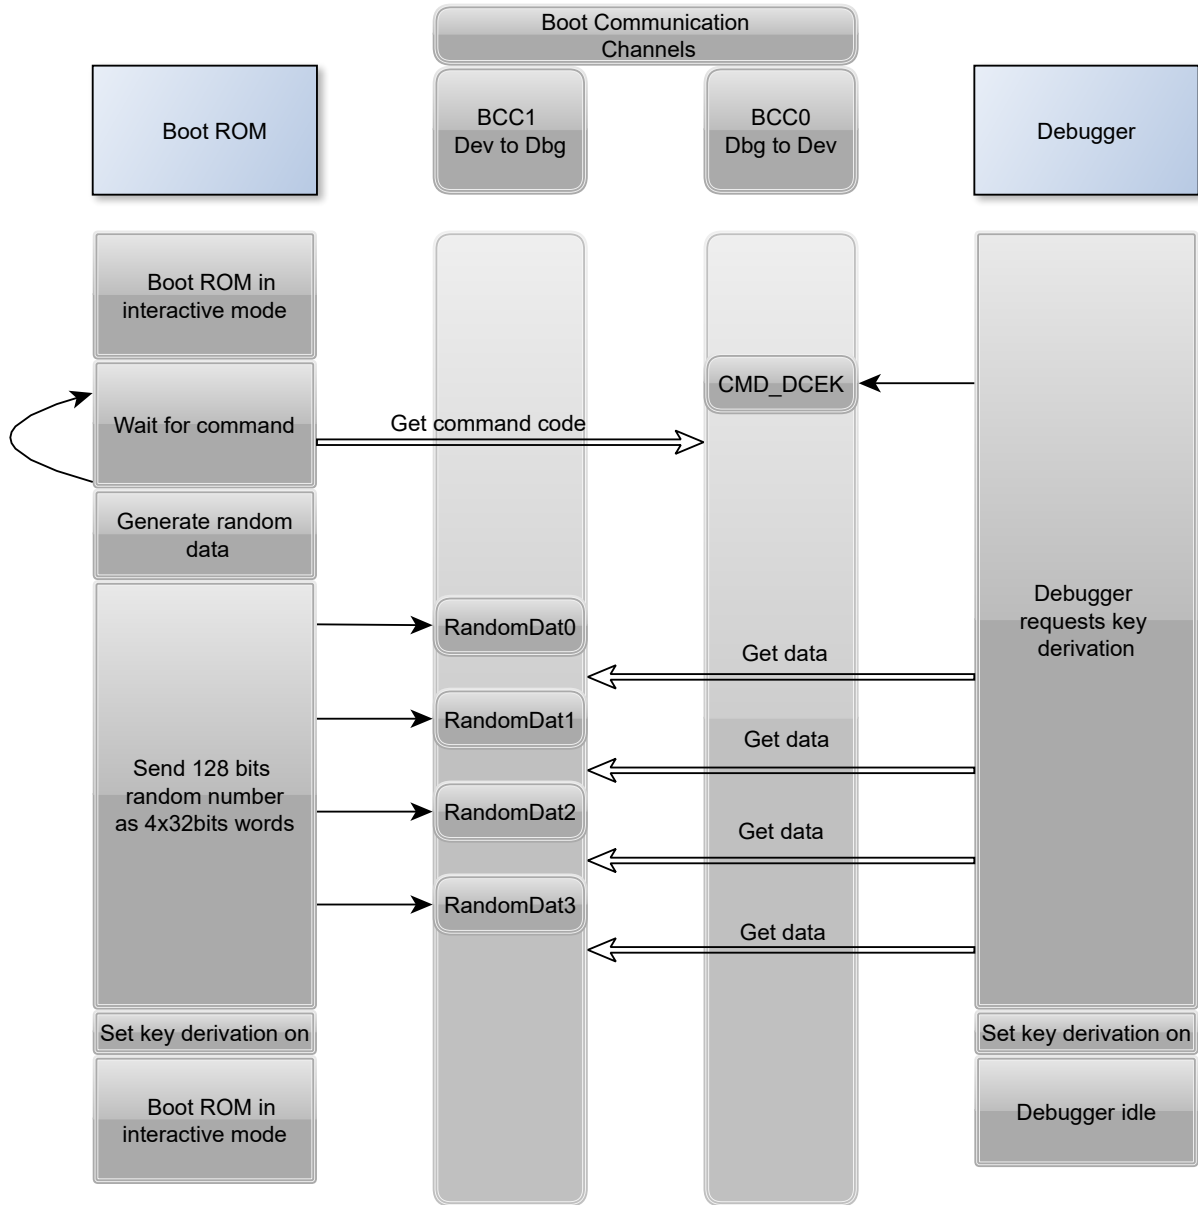 Boot Communication
Channels
Boot ROM
BCC1
Dev to Dbg
BCC0
Dbg to Dev
Debugger
Boot ROM in
interactive mode
CMD_DCEK
Wait for command
Get command code
Generate random
data
Debugger
requests key
derivation
RandomDat0
Get data
RandomDat1
Get data
Send 128 bits
random number
as 4x32bits words
RandomDat2
Get data
RandomDat3
Get data
Set key derivation on
Set key derivation on
Boot ROM in
interactive mode
Debugger idle